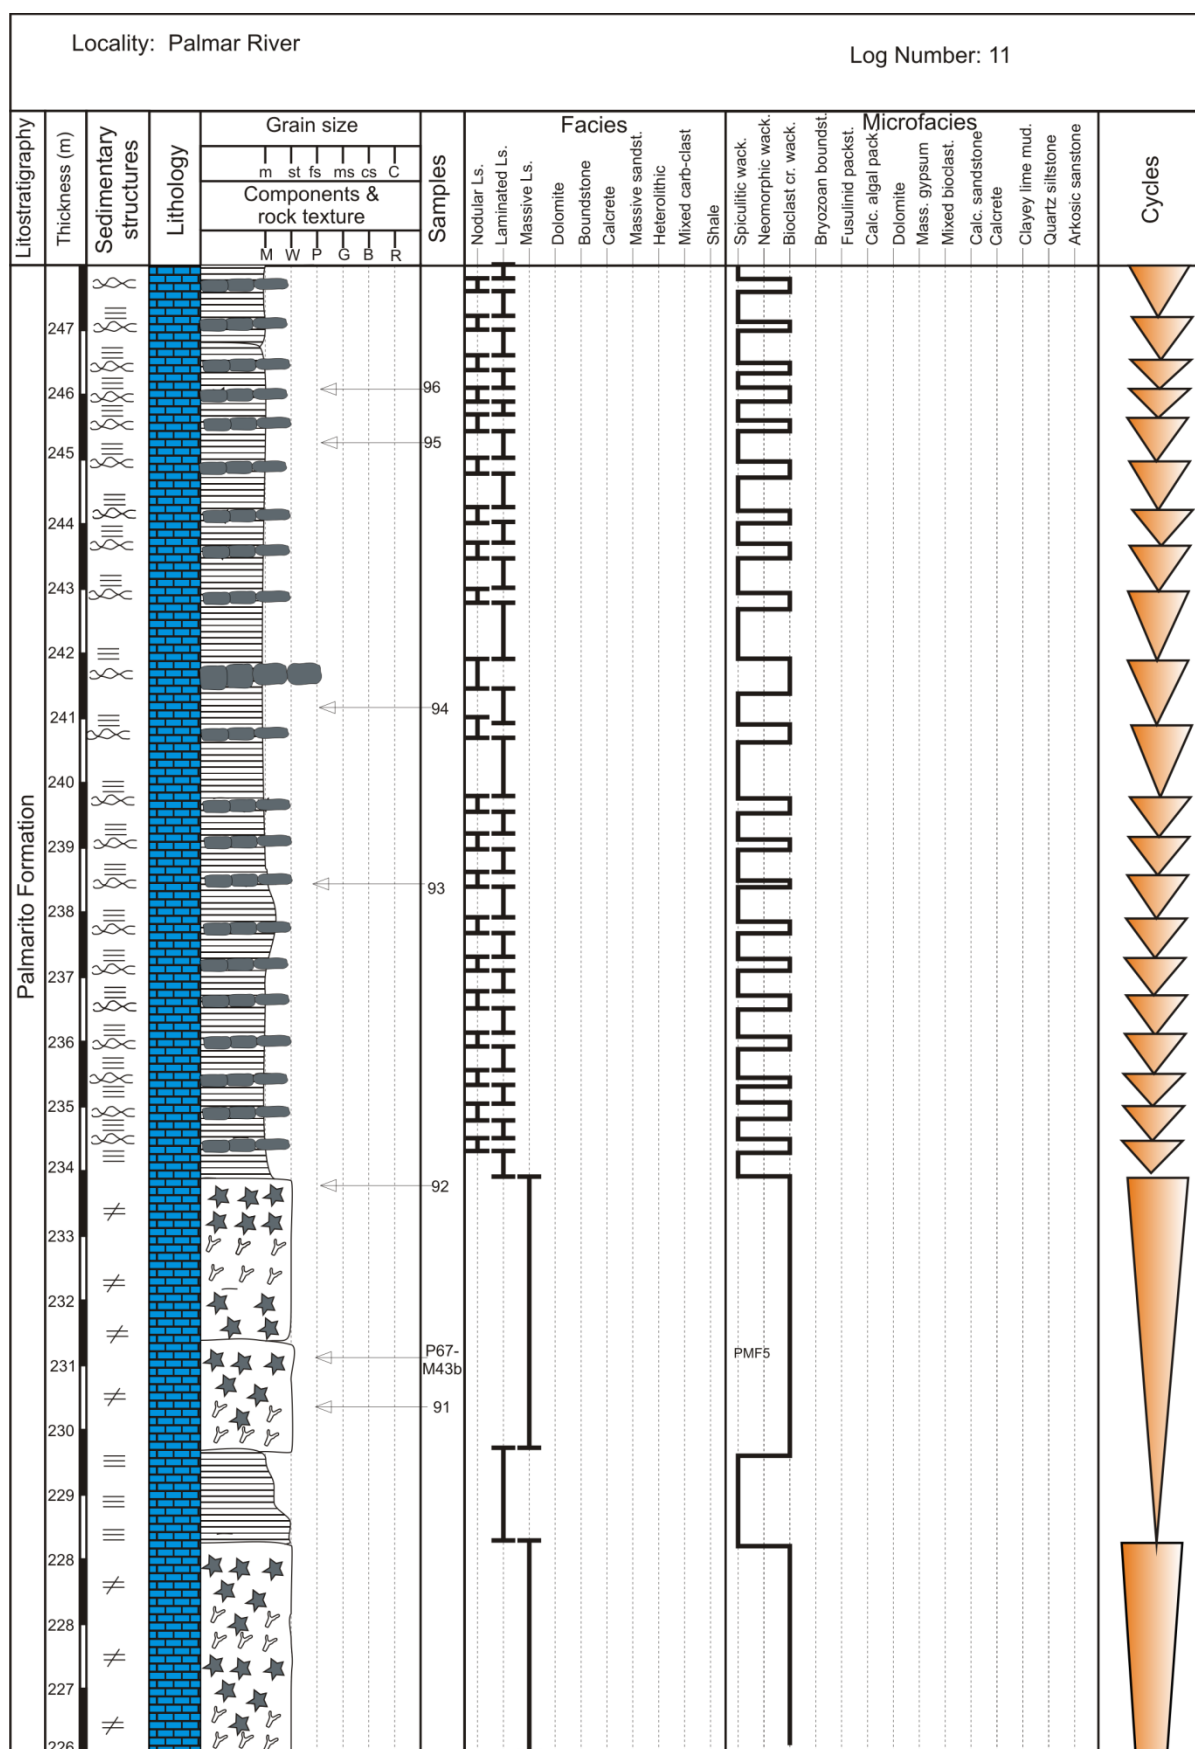 Locality: Palmar River
Log Number: 11
Litostratigraphy
Thickness (m)
Sedimentary
structures
Lithology
Grain size
m st fs ms cs C
Components &
rock texture
M W P G B R
Samples
Facies
Nodular Ls.
Laminated Ls.
Massive Ls.
Dolomite
Boundstone
Calcrete
Massive sandst.
Heterolithic
Mixed carb-clast
Shale
Microfacies
Spiculitic wack.
Neomorphic wack.
Bioclast cr. wack.
Bryozoan boundst.
Fusulinid packst.
Calc. algal pack.
Dolomite
Mass. gypsum
Mixed bioclast.
Calc. sandstone
Calcrete
Clayey lime mud.
Quartz siltstone
Arkosic sanstone
Cycles
Palmarito Formation
247
246
245
244
243
242
241
240
239
238
237
236
235
234
233
232
231
230
229
228
228
227
226
96
95
94
93
92
P67-
M43b
91
PMF5